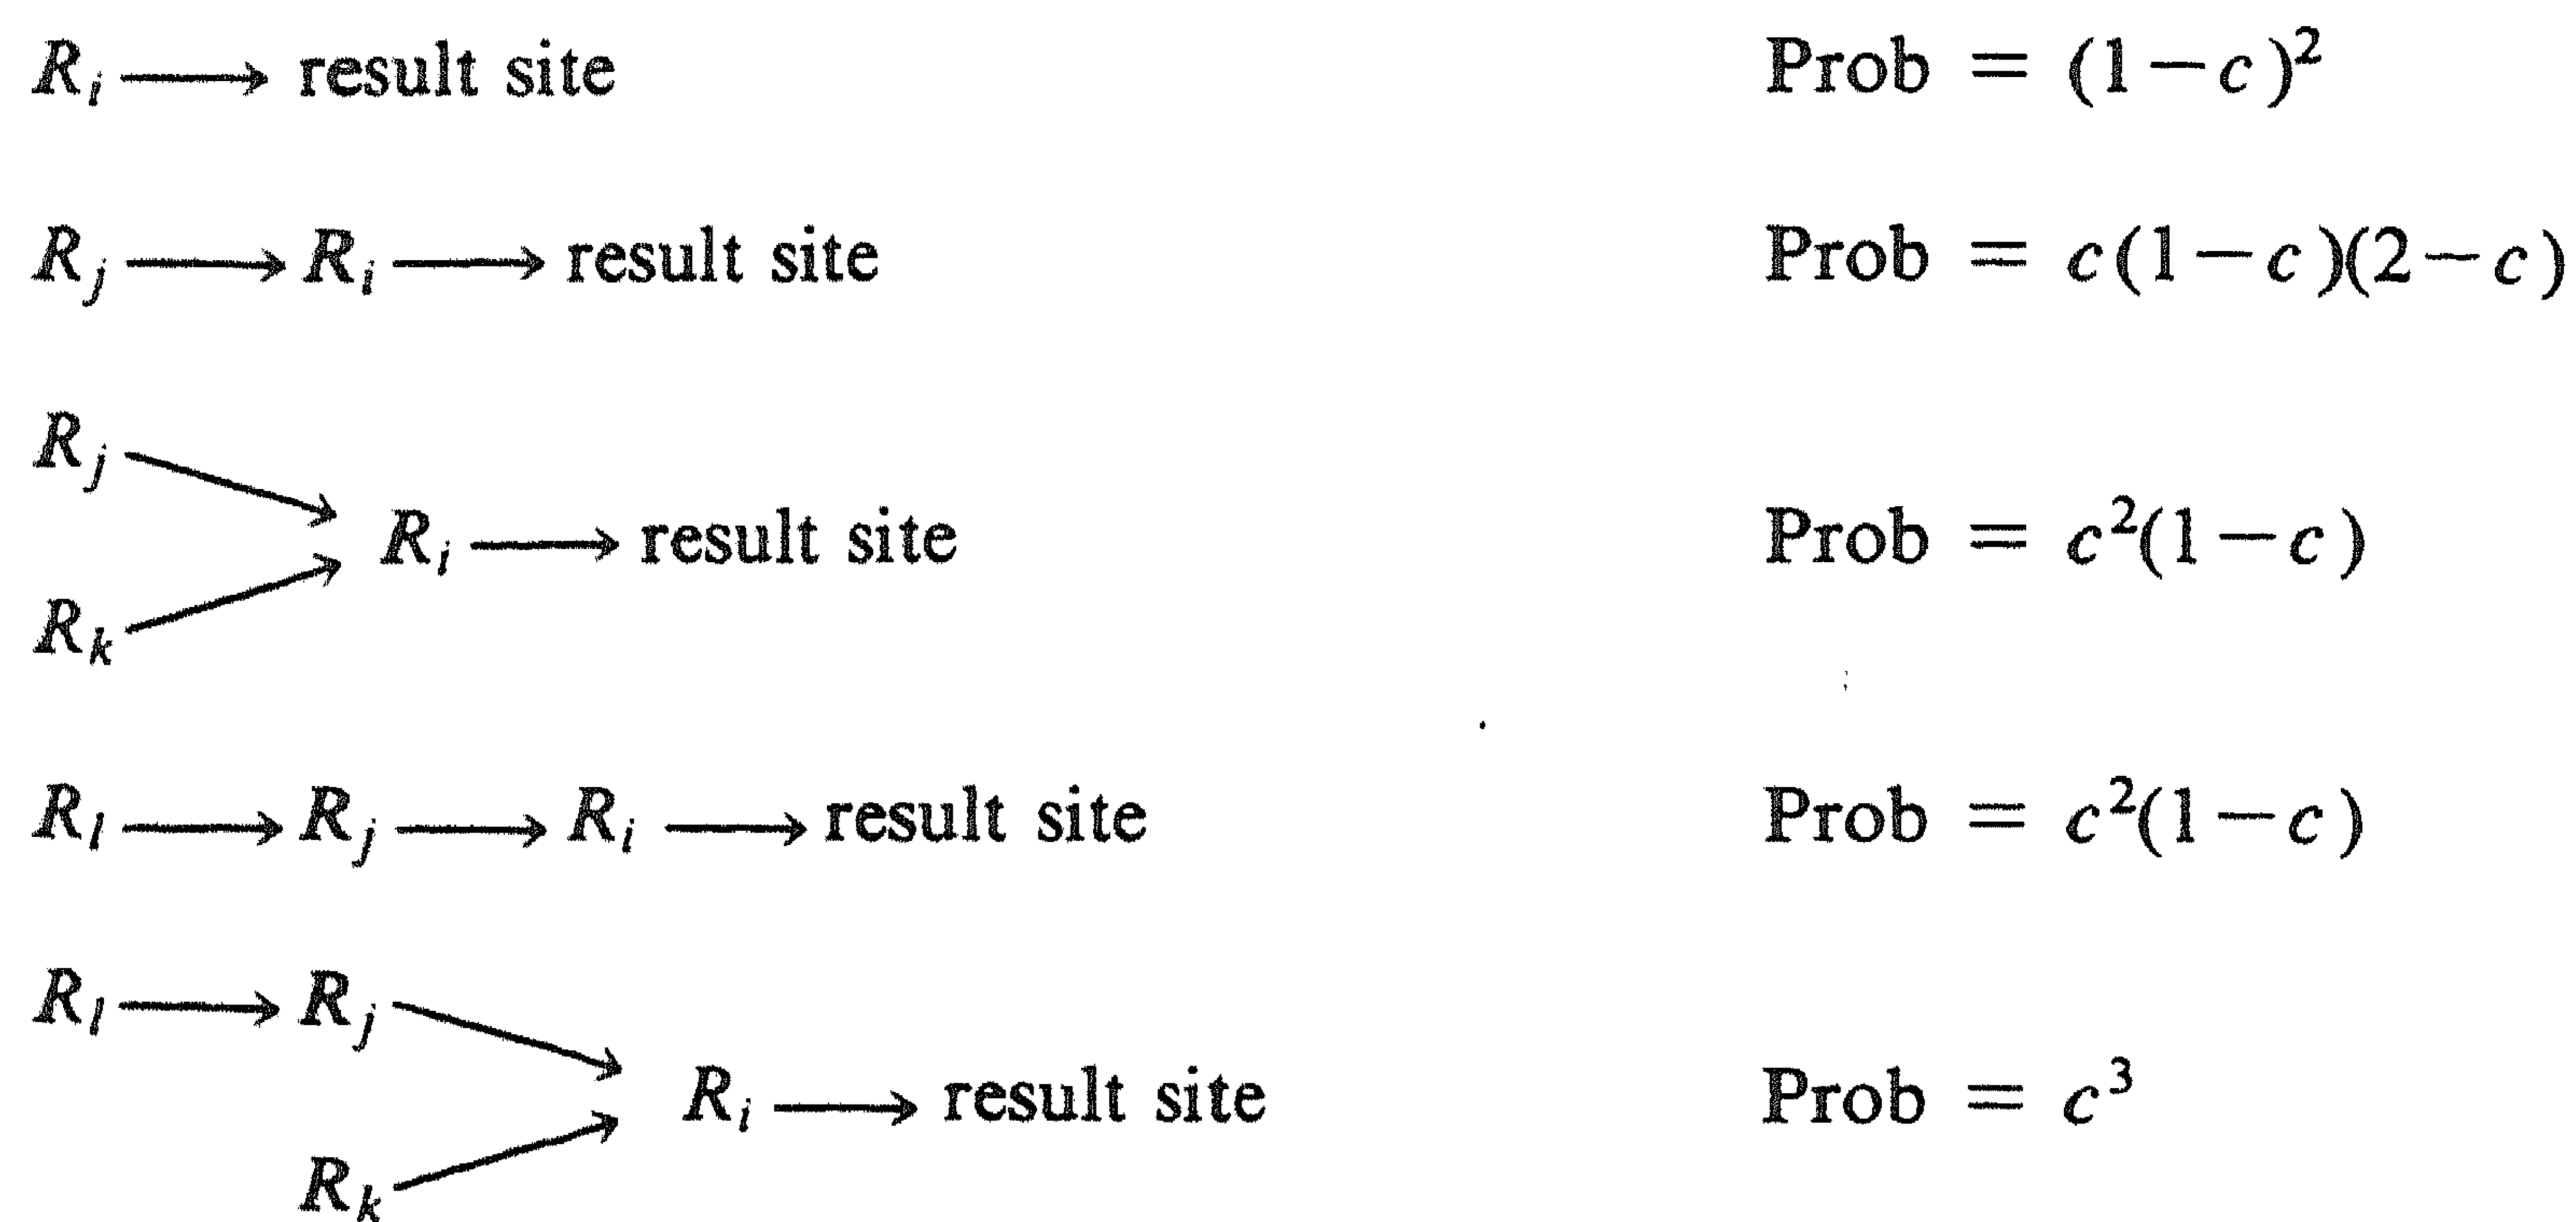 R_i → result site Prob = (1−c)²
R_j → R_i → result site Prob = c(1−c)(2−c)
R_j
R_i → result site Prob = c²(1−c)
R_k
R_l → R_j → R_i → result site Prob = c²(1−c)
R_l → R_j
R_i → result site Prob = c³
R_k